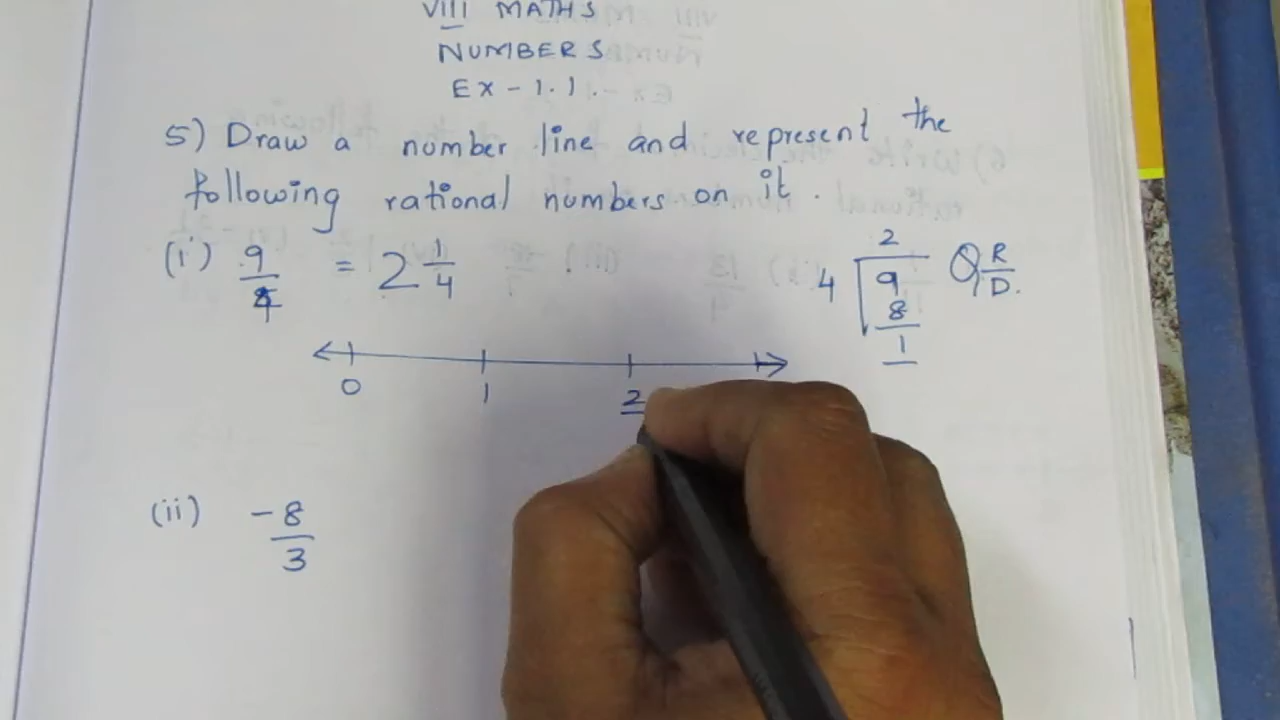 VIII MATHS
NUMBERS
EX - 1.1.
5) Draw a number line and represent the
following rational numbers on it.
(i) 9/4 = 2 1/4
2
4 9 Q R/D.
8
1
0 1 2
(ii) -8/3